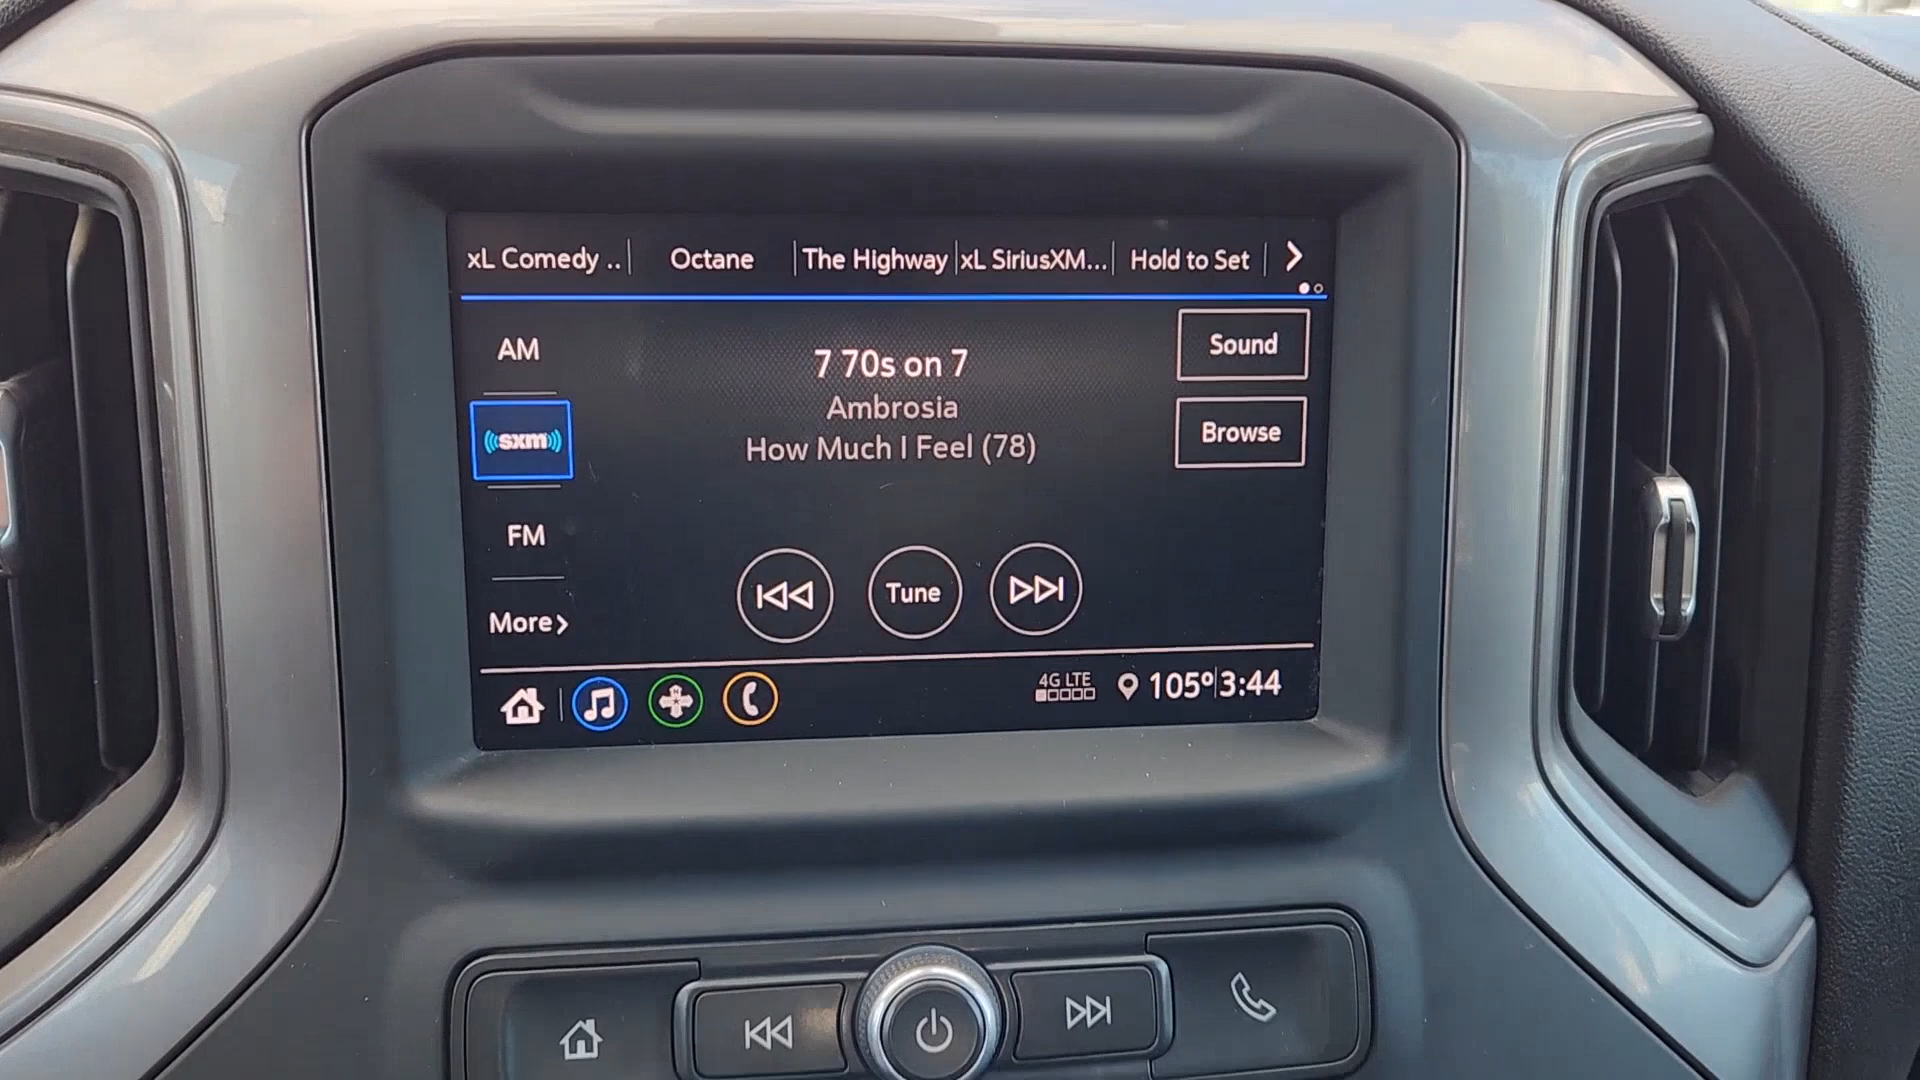 xL Comedy ..
Octane
The Highway
xL SiriusXM...
Hold to Set
AM
7 70s on 7
Sound
Ambrosia
sxm
Browse
How Much I Feel (78)
FM
Tune
More
4G LTE
105° 3:44
N